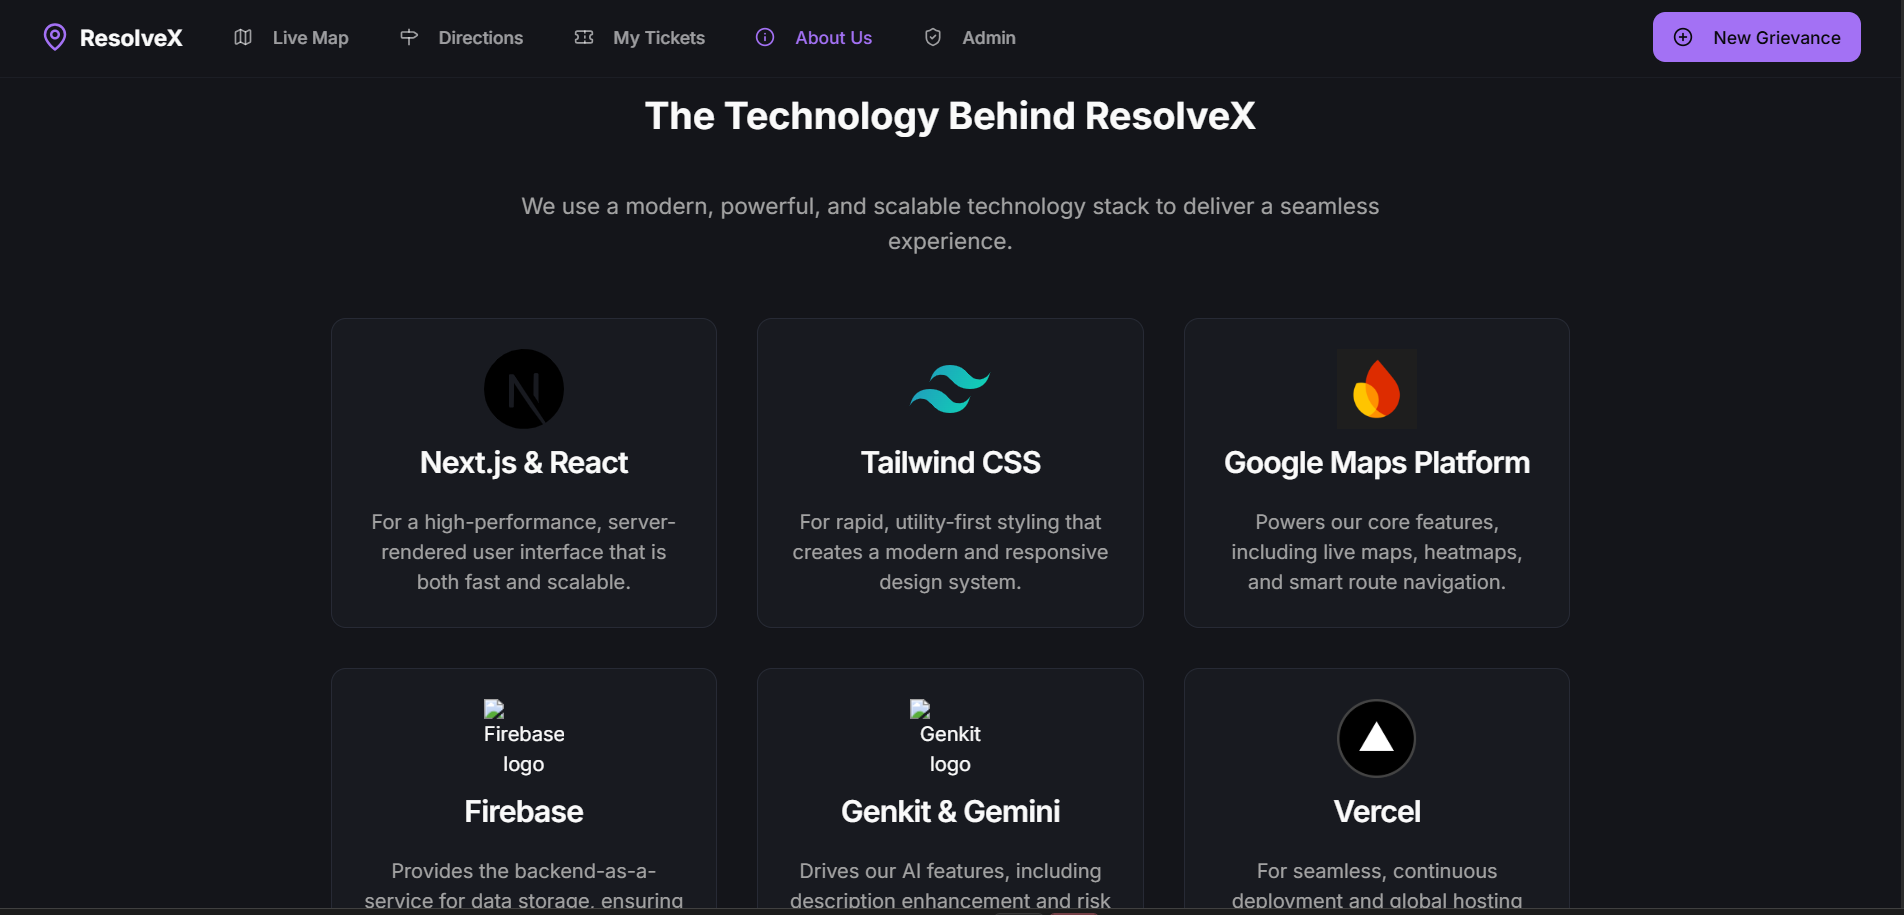 ResolveX Live Map Directions My Tickets About Us Admin New Grievance
The Technology Behind ResolveX
We use a modern, powerful, and scalable technology stack to deliver a seamless
experience.
N
Next.js & React
For a high-performance, server-
rendered user interface that is
both fast and scalable.
Tailwind CSS
For rapid, utility-first styling that
creates a modern and responsive
design system.
Google Maps Platform
Powers our core features,
including live maps, heatmaps,
and smart route navigation.
Firebase
logo
Firebase
Provides the backend-as-a-
service for data storage, ensuring
Genkit
logo
Genkit & Gemini
Drives our AI features, including
description enhancement and risk
Vercel
For seamless, continuous
deployment and global hosting